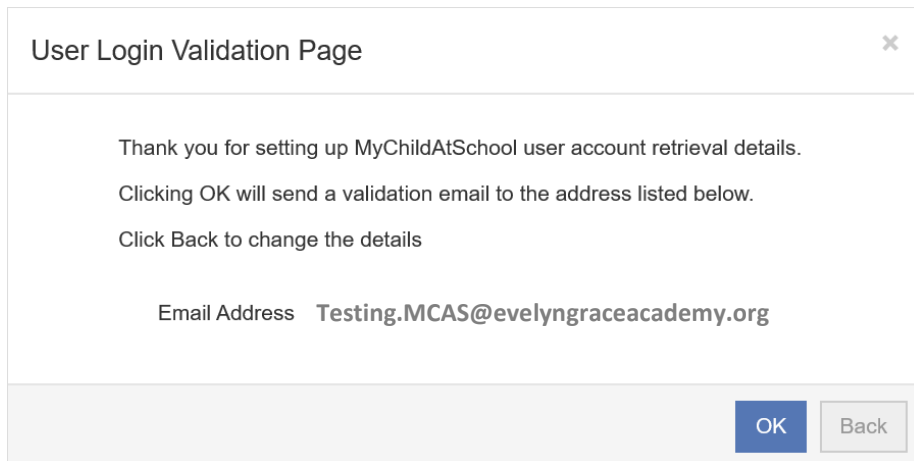 User Login Validation Page
×
Thank you for setting up MyChildAtSchool user account retrieval details.
Clicking OK will send a validation email to the address listed below.
Click Back to change the details
Email Address Testing.MCAS@evelyngraceacademy.org
OK Back